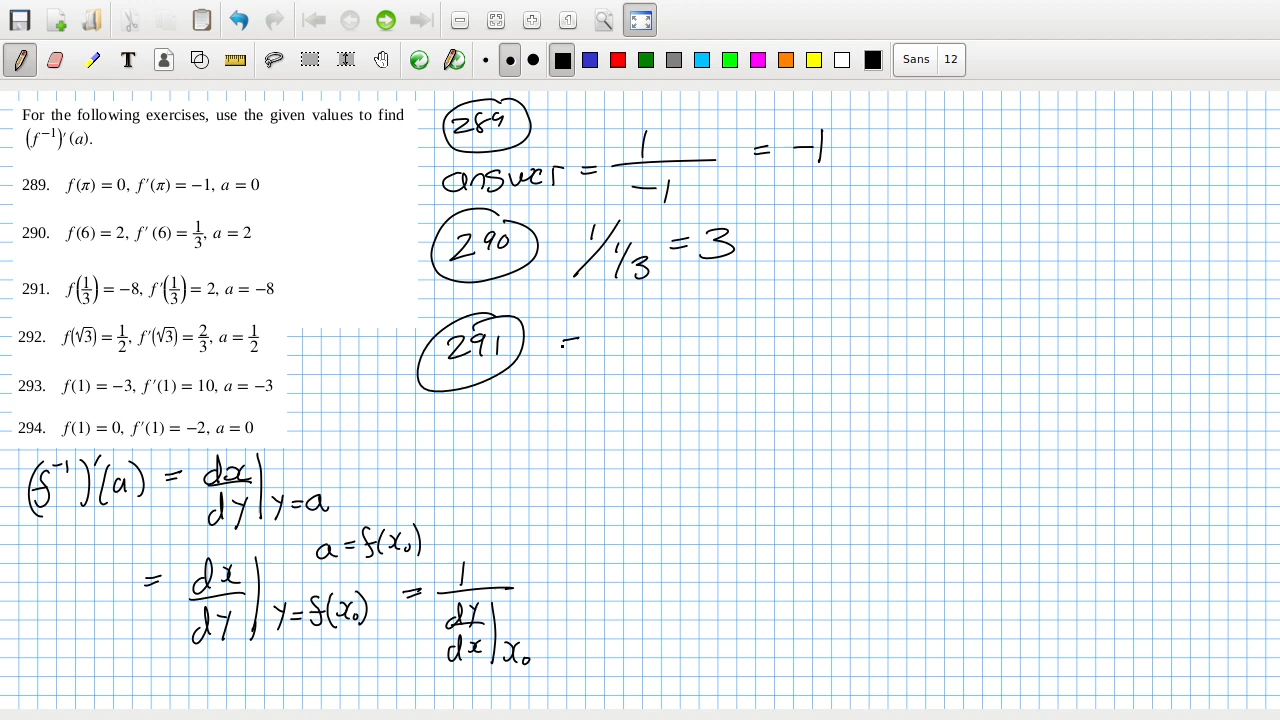 Sans 12
For the following exercises, use the given values to find
(f⁻¹)′(a).
289. f(π) = 0, f′(π) = −1, a = 0
290. f(6) = 2, f′(6) = 1/3, a = 2
291. f(1/3) = −8, f′(1/3) = 2, a = −8
292. f(√3) = 1/2, f′(√3) = 2/3, a = 1/2
293. f(1) = −3, f′(1) = 10, a = −3
294. f(1) = 0, f′(1) = −2, a = 0
(f⁻¹)′(a) = dx/dy | y=a
a = f(x₀)
= dx/dy | y=f(x₀) = 1/(dy/dx | x₀)
289
answer = 1/−1 = −1
290 1/1/3 = 3
291 =